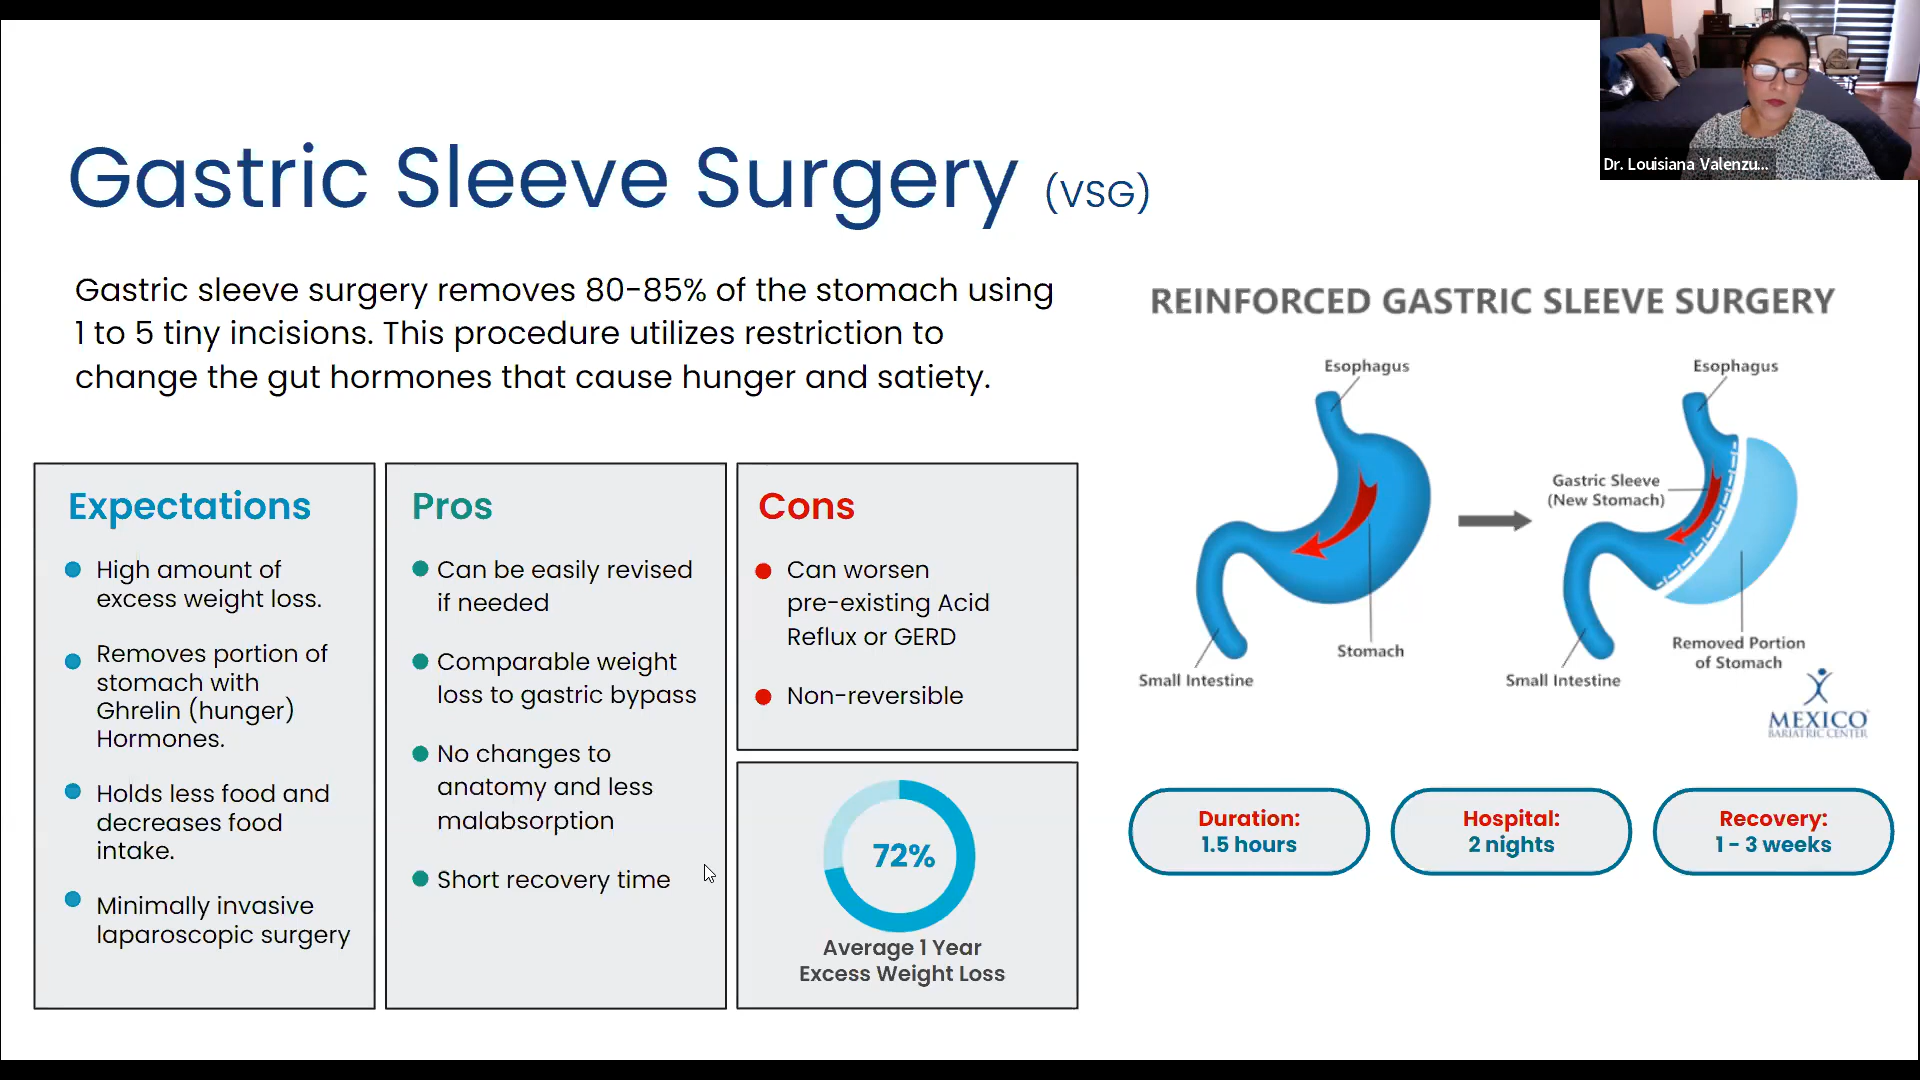 Dr. Louisiana Valenzu...
Gastric Sleeve Surgery (VSG)
Gastric sleeve surgery removes 80-85% of the stomach using
1 to 5 tiny incisions. This procedure utilizes restriction to
change the gut hormones that cause hunger and satiety.
Expectations
High amount of
excess weight loss.
Removes portion of
stomach with
Ghrelin (hunger)
Hormones.
Holds less food and
decreases food
intake.
Minimally invasive
laparoscopic surgery
Pros
Can be easily revised
if needed
Comparable weight
loss to gastric bypass
No changes to
anatomy and less
malabsorption
Short recovery time
Cons
Can worsen
pre-existing Acid
Reflux or GERD
Non-reversible
72%
Average 1 Year
Excess Weight Loss
REINFORCED GASTRIC SLEEVE SURGERY
Esophagus
Stomach
Small Intestine
Esophagus
Gastric Sleeve
(New Stomach)
Removed Portion
of Stomach
Small Intestine
MEXICO
BARIATRIC CENTER
Duration:
1.5 hours
Hospital:
2 nights
Recovery:
1 - 3 weeks